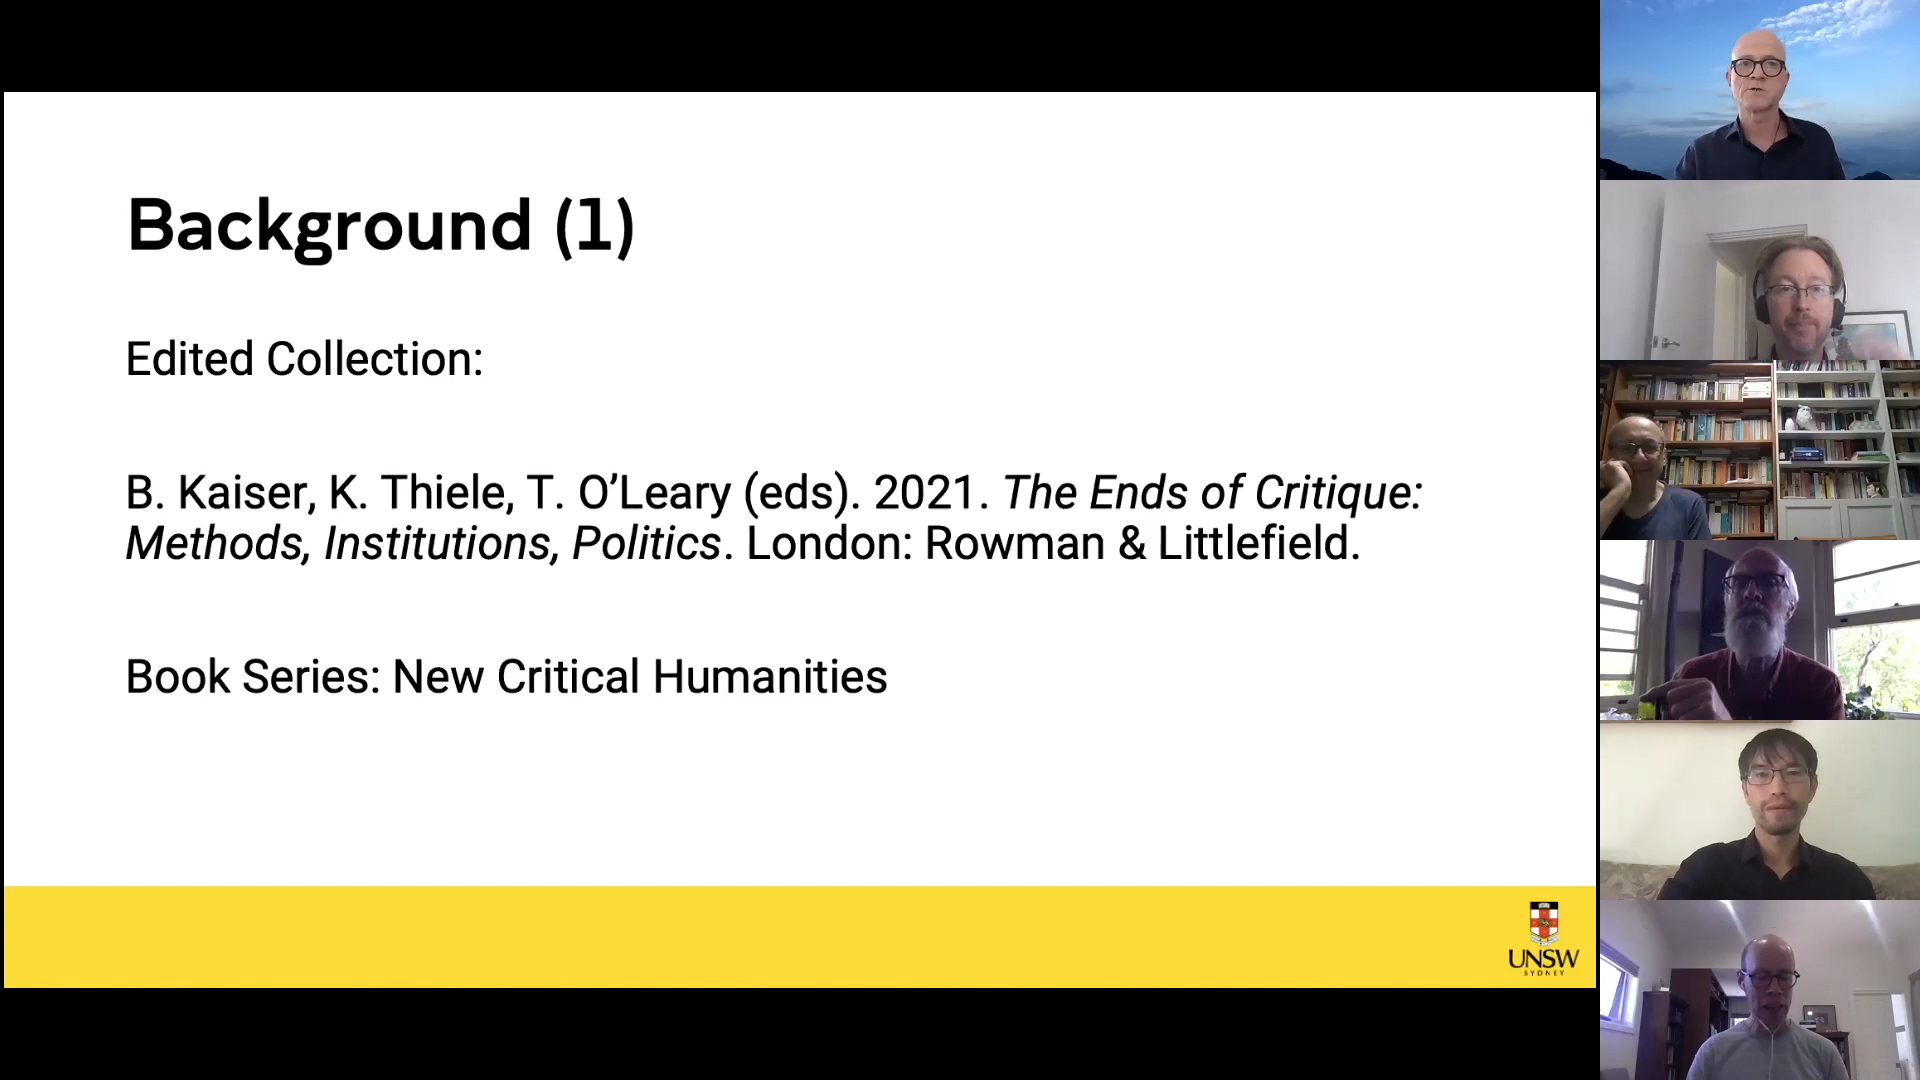 Background (1)
Edited Collection:
B. Kaiser, K. Thiele, T. O’Leary (eds). 2021. The Ends of Critique:
Methods, Institutions, Politics. London: Rowman & Littlefield.
Book Series: New Critical Humanities
UNSW
SYDNEY